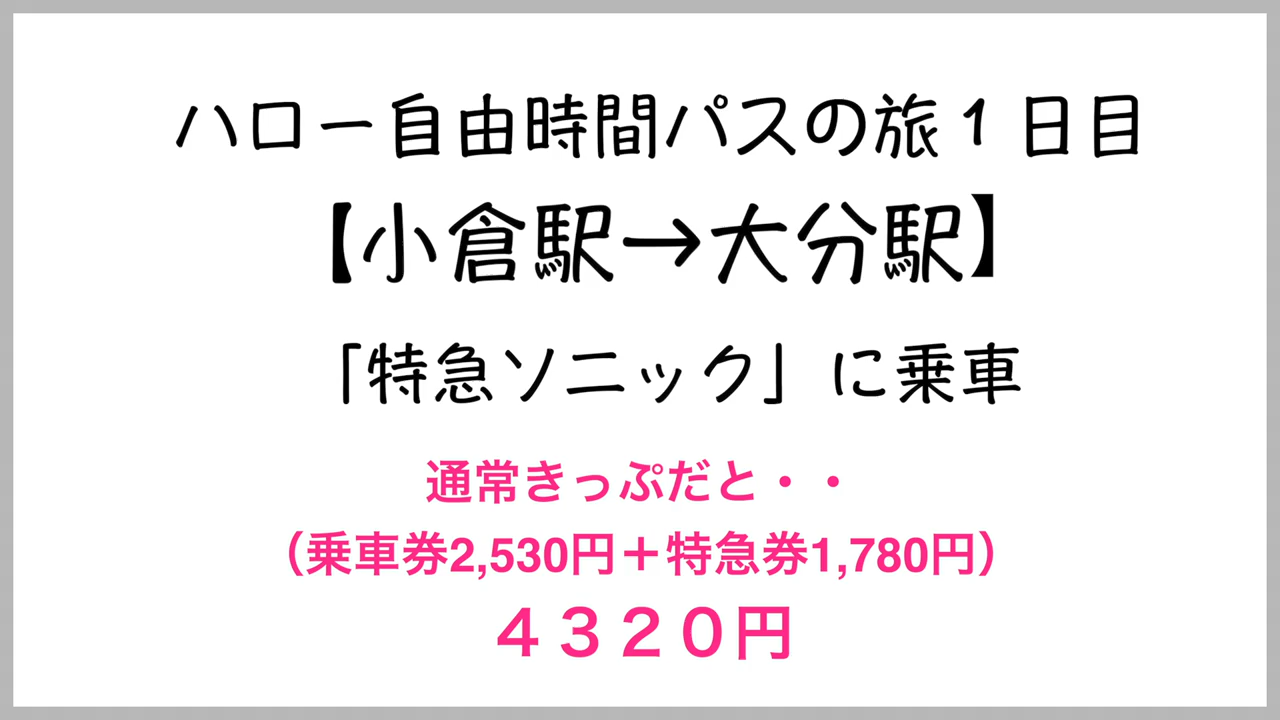 ハロー自由時間パスの旅１日目
【小倉駅→大分駅】
「特急ソニック」に乗車
通常きっぷだと・・
（乗車券2,530円＋特急券1,780円）
４３２０円